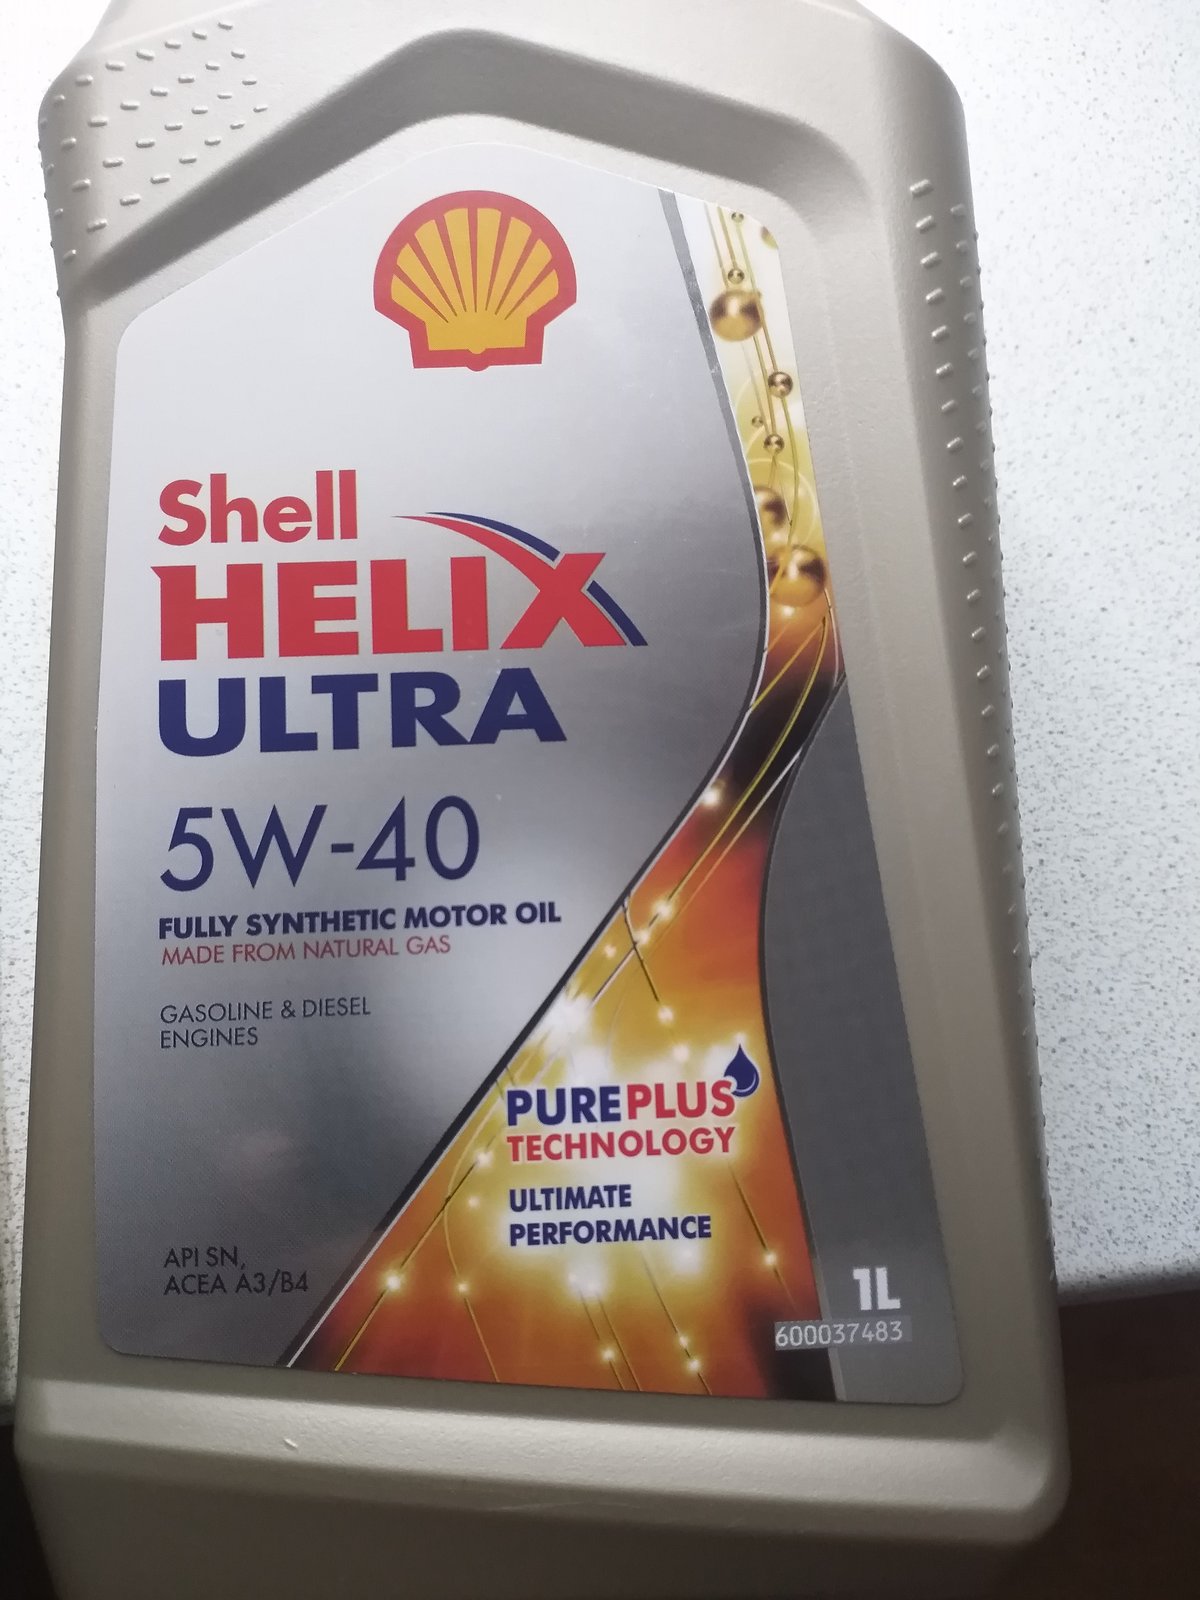 Shell
HELIX
ULTRA
5W-40
FULLY SYNTHETIC MOTOR OIL
MADE FROM NATURAL GAS
GASOLINE & DIESEL
ENGINES
PUREPLUS
TECHNOLOGY
ULTIMATE
PERFORMANCE
API SN,
ACEA A3/B4
1L
600037483